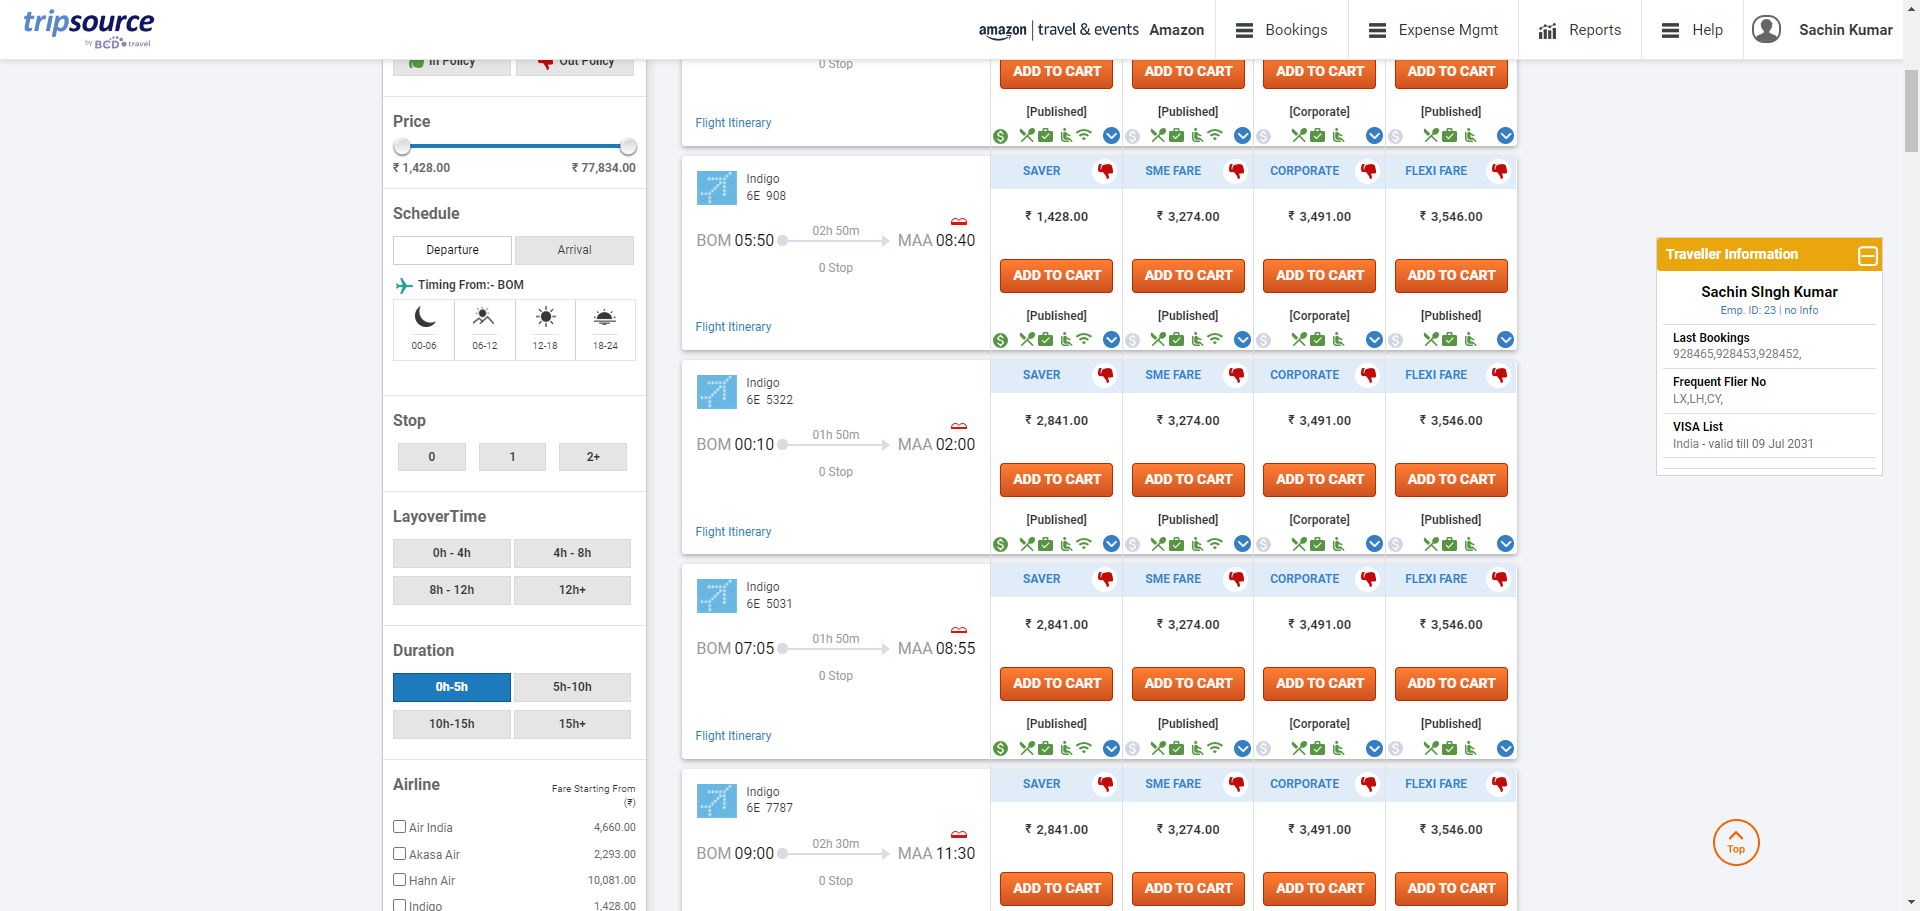 tripsource
by BCD travel
amazon travel & events Amazon
Bookings
Expense Mgmt
Reports
Help
Sachin Kumar
In Policy
Out Policy
Price
₹ 1,428.00 ₹ 77,834.00
Schedule
Departure Arrival
Timing From:- BOM
00-06 06-12 12-18 18-24
Stop
0 1 2+
LayoverTime
0h - 4h 4h - 8h
8h - 12h 12h+
Duration
0h-5h 5h-10h
10h-15h 15h+
Airline Fare Starting From
(₹)
Air India 4,660.00
Akasa Air 2,293.00
Hahn Air 10,081.00
Indigo 1,428.00
0 Stop
ADD TO CART ADD TO CART ADD TO CART ADD TO CART
[Published] [Published] [Corporate] [Published]
Flight Itinerary
Indigo
6E 908
SAVER SME FARE CORPORATE FLEXI FARE
₹ 1,428.00 ₹ 3,274.00 ₹ 3,491.00 ₹ 3,546.00
BOM 05:50 02h 50m MAA 08:40
0 Stop
ADD TO CART ADD TO CART ADD TO CART ADD TO CART
[Published] [Published] [Corporate] [Published]
Flight Itinerary
Indigo
6E 5322
SAVER SME FARE CORPORATE FLEXI FARE
₹ 2,841.00 ₹ 3,274.00 ₹ 3,491.00 ₹ 3,546.00
BOM 00:10 01h 50m MAA 02:00
0 Stop
ADD TO CART ADD TO CART ADD TO CART ADD TO CART
[Published] [Published] [Corporate] [Published]
Flight Itinerary
Indigo
6E 5031
SAVER SME FARE CORPORATE FLEXI FARE
₹ 2,841.00 ₹ 3,274.00 ₹ 3,491.00 ₹ 3,546.00
BOM 07:05 01h 50m MAA 08:55
0 Stop
ADD TO CART ADD TO CART ADD TO CART ADD TO CART
[Published] [Published] [Corporate] [Published]
Flight Itinerary
Indigo
6E 7787
SAVER SME FARE CORPORATE FLEXI FARE
₹ 2,841.00 ₹ 3,274.00 ₹ 3,491.00 ₹ 3,546.00
BOM 09:00 02h 30m MAA 11:30
0 Stop
ADD TO CART ADD TO CART ADD TO CART ADD TO CART
Traveller Information
Sachin SIngh Kumar
Emp. ID: 23 | no Info
Last Bookings
928465,928453,928452,
Frequent Flier No
LX,LH,CY,
VISA List
India - valid till 09 Jul 2031
Top